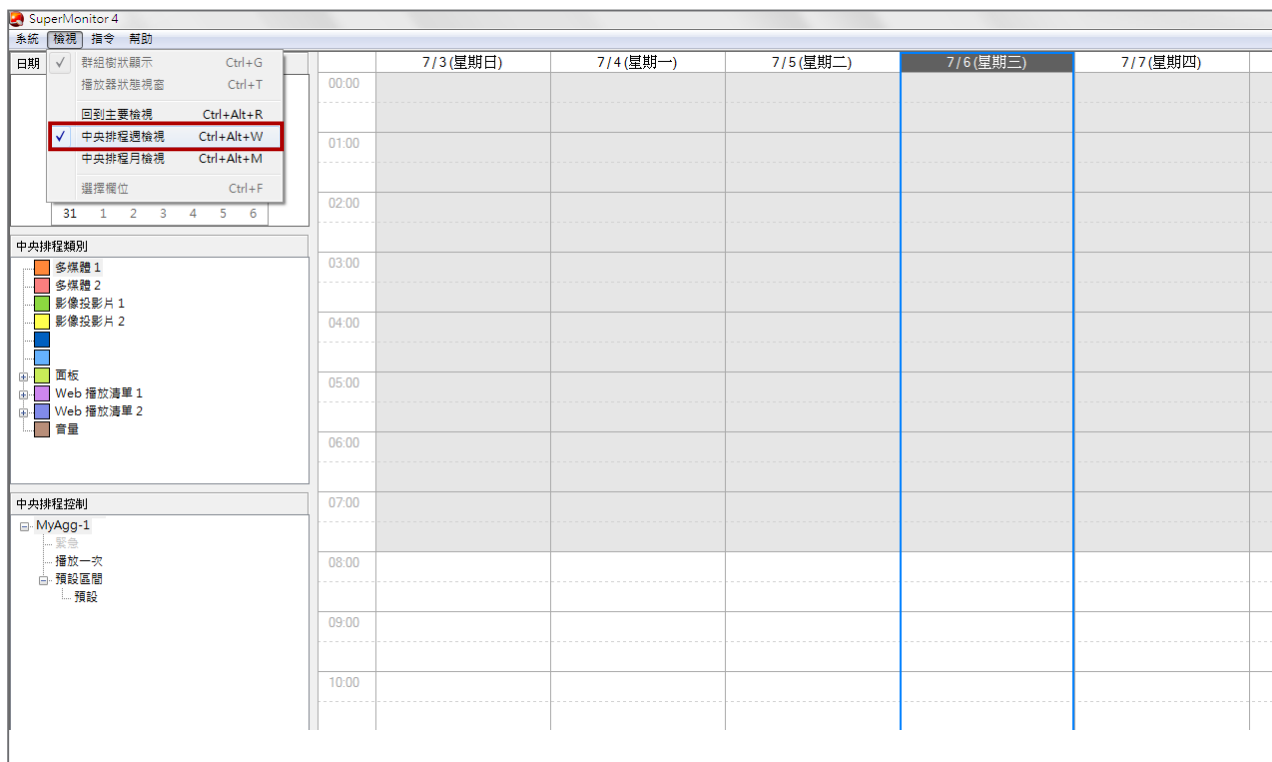 SuperMonitor 4
系統 檢視 指令 幫助
日期
✓ 群組樹狀顯示 Ctrl+G
播放器狀態視窗 Ctrl+T
回到主要檢視 Ctrl+Alt+R
✓ 中央排程週檢視 Ctrl+Alt+W
中央排程月檢視 Ctrl+Alt+M
選擇欄位 Ctrl+F
31 1 2 3 4 5 6
中央排程類別
多媒體 1
多媒體 2
影像投影片 1
影像投影片 2
面板
Web 播放清單 1
Web 播放清單 2
音量
中央排程控制
MyAgg-1
緊急
播放一次
預設區間
預設
7/3(星期日) 7/4(星期一) 7/5(星期二) 7/6(星期三) 7/7(星期四)
00:00
01:00
02:00
03:00
04:00
05:00
06:00
07:00
08:00
09:00
10:00